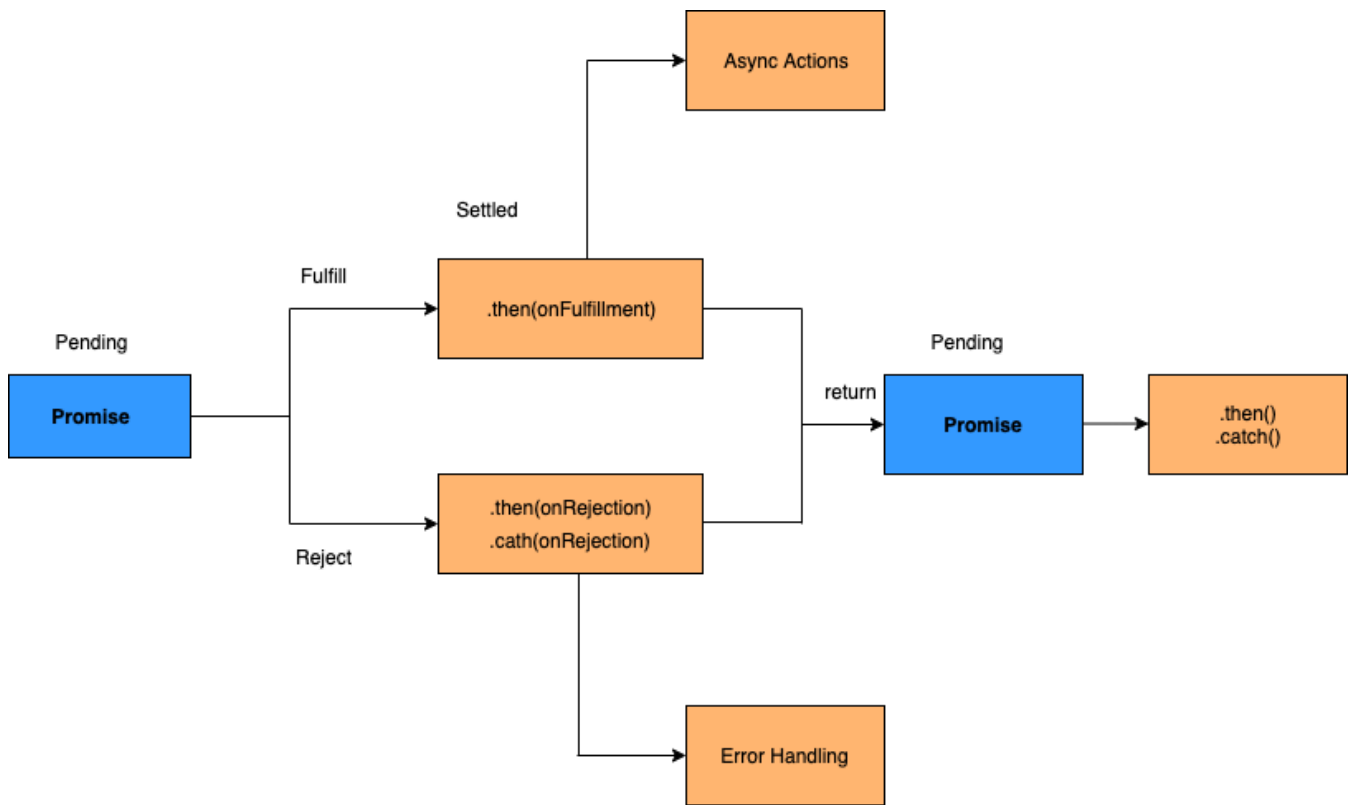 Async Actions
Settled
Fulfill
.then(onFulfillment)
Pending
Promise
Reject
.then(onRejection)
.cath(onRejection)
return
Pending
Promise
.then()
.catch()
Error Handling